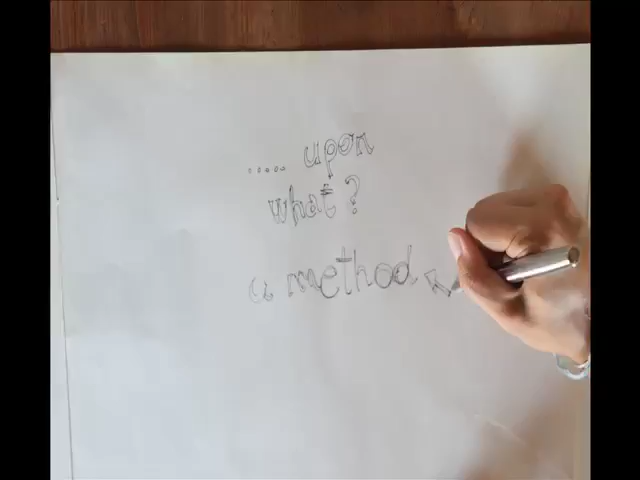 ..... upon
what?
a method